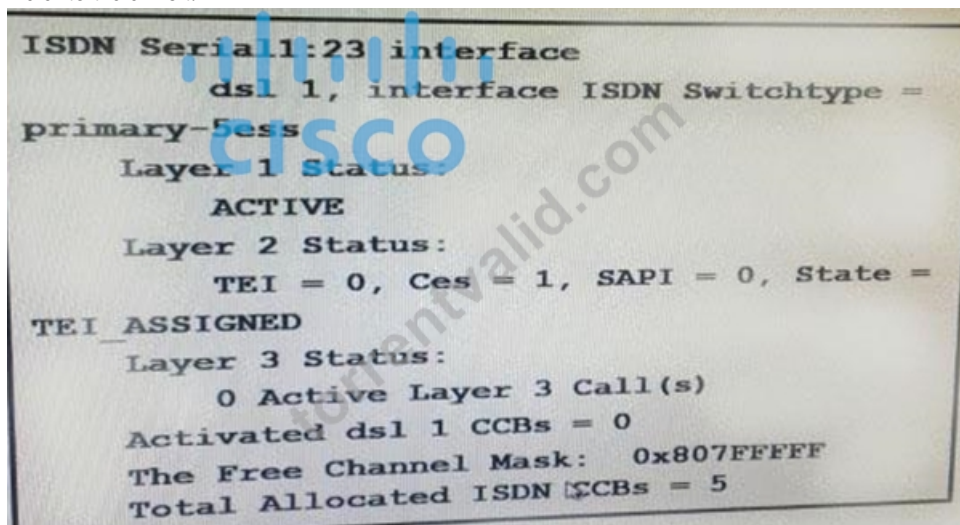 ISDN Serial1:23 interface
dsl 1, interface ISDN Switchtype =
primary-5ess
CISCO
Layer 1 Status:
ACTIVE
Layer 2 Status:
TEI = 0, Ces = 1, SAPI = 0, State =
TEI_ASSIGNED
Layer 3 Status:
0 Active Layer 3 Call(s)
Activated dsl 1 CCBs = 0
The Free Channel Mask: 0x807FFFFF
Total Allocated ISDN CCBs = 5
torrentvalid.com